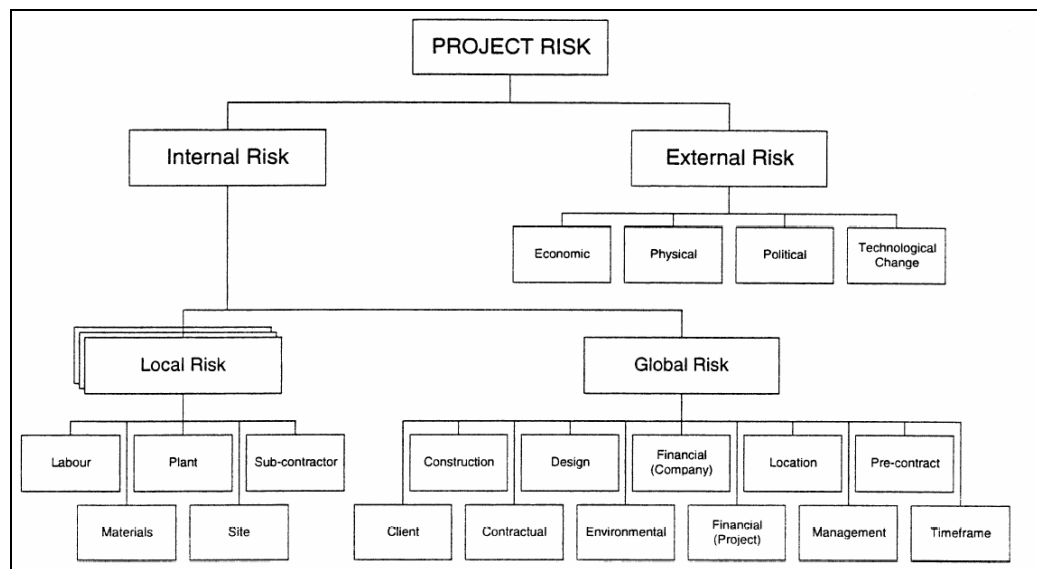 PROJECT RISK
Internal Risk
External Risk
Economic
Physical
Political
Technological
Change
Local Risk
Global Risk
Labour
Plant
Sub-contractor
Construction
Design
Financial
(Company)
Location
Pre-contract
Materials
Site
Client
Contractual
Environmental
Financial
(Project)
Management
Timeframe